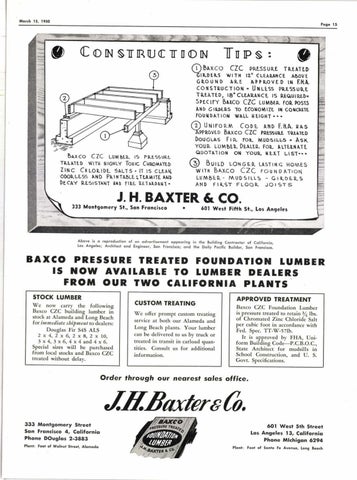 March 15, 1950
Page 15
CONSTRUCTION TIPS:
① BAXCO CZC PRESSURE TREATED
GIRDERS WITH 12" CLEARANCE ABOVE
GROUND ARE APPROVED IN F.H.A.
CONSTRUCTION • UNLESS PRESSURE
TREATED, 18" CLEARANCE IS REQUIRED •
SPECIFY BAXCO CZC LUMBER FOR POSTS
AND GIRDERS TO ECONOMIZE IN CONCRETE
FOUNDATION WALL HEIGHT • • •
② UNIFORM CODE AND F.H.A. HAS
APPROVED BAXCO CZC PRESSURE TREATED
DOUGLAS FIR FOR MUDSILLS • ASK
YOUR LUMBER DEALER FOR ALTERNATE
QUOTATION ON YOUR NEXT LIST • • •
③ BUILD LONGER LASTING HOMES
WITH BAXCO CZC FOUNDATION
LUMBER • MUDSILLS • GIRDERS
AND FIRST FLOOR JOISTS
①
②
③
BAXCO CZC LUMBER IS PRESSURE
TREATED WITH HIGHLY TOXIC CHROMATED
ZINC CHLORIDE SALTS • IT IS CLEAN,
ODORLESS AND PAINTABLE, TERMITE AND
DECAY RESISTANT AND FIRE RETARDANT •
J. H. BAXTER & CO.
333 Montgomery St., San Francisco • 601 West Fifth St., Los Angeles
Above is a reproduction of an advertisement appearing in the Building Contractor of California,
Los Angeles; Architect and Engineer, San Francisco; and the Daily Pacific Builder, San Francisco.
BAXCO PRESSURE TREATED FOUNDATION LUMBER
IS NOW AVAILABLE TO LUMBER DEALERS
FROM OUR TWO CALIFORNIA PLANTS
STOCK LUMBER
We now carry the following
Baxco CZC building lumber in
stock at Alameda and Long Beach
for immediate shipment to dealers:
Douglas Fir S4S ALS
2 x 4, 2 x 6, 2 x 8, 2 x 10,
3 x 4, 3 x 6, 4 x 4 and 4 x 6.
Special sizes will be purchased
from local stocks and Baxco CZC
treated without delay.
CUSTOM TREATING
We offer prompt custom treating
service at both our Alameda and
Long Beach plants. Your lumber
can be delivered to us by truck or
treated in transit in carload quan-
tities. Consult us for additional
information.
APPROVED TREATMENT
Baxco CZC Foundation Lumber
is pressure treated to retain ¾ lbs.
of Chromated Zinc Chloride Salt
per cubic foot in accordance with
Fed. Spec. TT-W-571b.
It is approved by FHA, Uni-
form Building Code—P.C.B.O.C.,
State Architect for mudsills in
School Construction, and U. S.
Govt. Specifications.
Order through our nearest sales office.
J.H. Baxter & Co.
333 Montgomery Street
San Francisco 4, California
Phone DOuglas 2-3883
Plant: Foot of Walnut Street, Alameda
BAXCO
PRESSURE TREATED
FOUNDATION
LUMBER
J.H. BAXTER & CO.
601 West 5th Street
Los Angeles 13, California
Phone Michigan 6294
Plant: Foot of Santa Fe Avenue, Long Beach